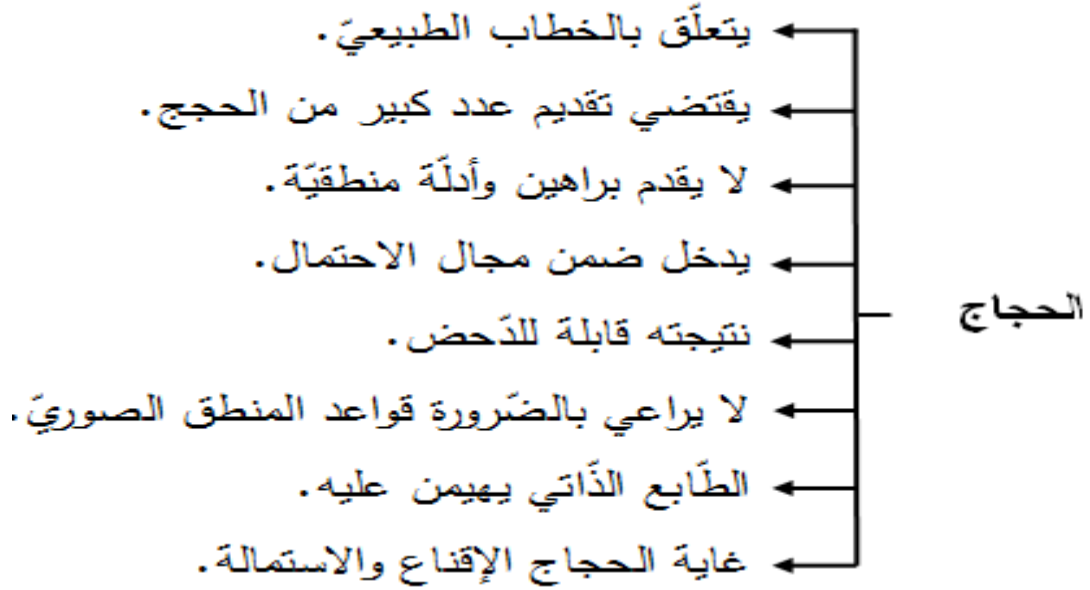 الحجاج
يتعلّق بالخطاب الطبيعيّ.
يقتضي تقديم عدد كبير من الحجج.
لا يقدم براهين وأدلّة منطقيّة.
يدخل ضمن مجال الاحتمال.
نتيجته قابلة للدّحض.
لا يراعي بالضّرورة قواعد المنطق الصوريّ.
الطّابع الذّاتي يهيمن عليه.
غاية الحجاج الإقناع والاستمالة.